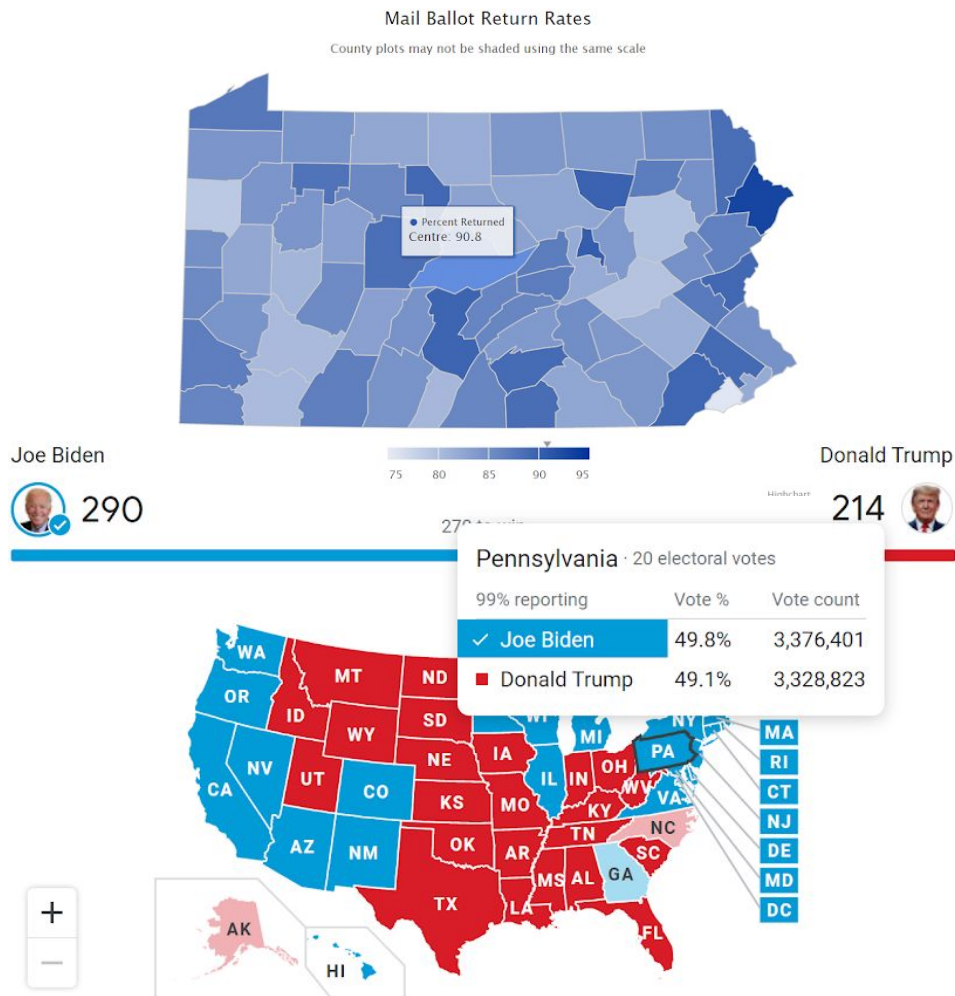 Mail Ballot Return Rates
County plots may not be shaded using the same scale
Percent Returned
Centre: 90.8
Joe Biden
Donald Trump
75 80 85 90 95
290
214
270 to win
Pennsylvania · 20 electoral votes
99% reporting Vote % Vote count
Joe Biden 49.8% 3,376,401
Donald Trump 49.1% 3,328,823
WA
MT
ND
OR
ID
SD
WI
MI
NY
MA
WY
IA
PA
RI
NV
UT
NE
IL
IN
OH
CT
CA
CO
KS
MO
WV
VA
NJ
KY
NC
DE
AZ
NM
OK
AR
TN
SC
MD
MS
AL
GA
DC
TX
LA
FL
+
AK
HI
−